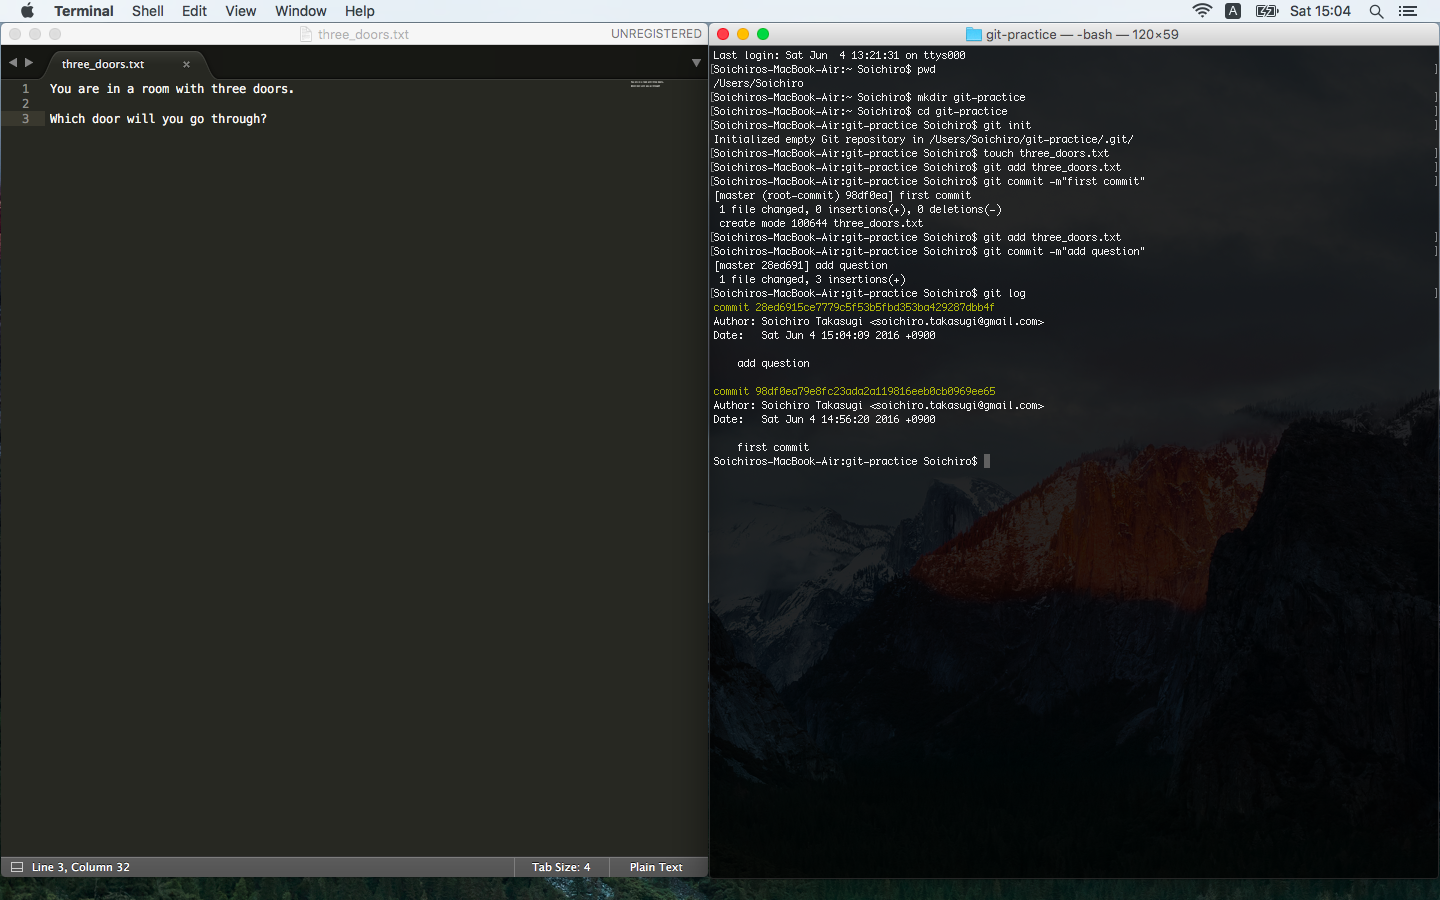 Terminal Shell Edit View Window Help
A
Sat 15:04
three_doors.txt
UNREGISTERED
three_doors.txt ×
1 You are in a room with three doors.
2
3 Which door will you go through?
Line 3, Column 32
Tab Size: 4
Plain Text
git-practice — -bash — 120×59
Last login: Sat Jun  4 13:21:31 on ttys000
[Soichiros-MacBook-Air:~ Soichiro$ pwd ]
/Users/Soichiro
[Soichiros-MacBook-Air:~ Soichiro$ mkdir git-practice ]
[Soichiros-MacBook-Air:~ Soichiro$ cd git-practice ]
[Soichiros-MacBook-Air:git-practice Soichiro$ git init ]
Initialized empty Git repository in /Users/Soichiro/git-practice/.git/
[Soichiros-MacBook-Air:git-practice Soichiro$ touch three_doors.txt ]
[Soichiros-MacBook-Air:git-practice Soichiro$ git add three_doors.txt ]
[Soichiros-MacBook-Air:git-practice Soichiro$ git commit -m"first commit" ]
[master (root-commit) 98df0ea] first commit
 1 file changed, 0 insertions(+), 0 deletions(-)
 create mode 100644 three_doors.txt
[Soichiros-MacBook-Air:git-practice Soichiro$ git add three_doors.txt ]
[Soichiros-MacBook-Air:git-practice Soichiro$ git commit -m"add question" ]
[master 28ed691] add question
 1 file changed, 3 insertions(+)
[Soichiros-MacBook-Air:git-practice Soichiro$ git log ]
commit 28ed6915ce7779c5f53b5fbd353ba429287dbb4f
Author: Soichiro Takasugi <soichiro.takasugi@gmail.com>
Date:   Sat Jun 4 15:04:09 2016 +0900
    add question
commit 98df0ea79e8fc23ada2a119816eeb0cb0969ee65
Author: Soichiro Takasugi <soichiro.takasugi@gmail.com>
Date:   Sat Jun 4 14:56:20 2016 +0900
    first commit
Soichiros-MacBook-Air:git-practice Soichiro$